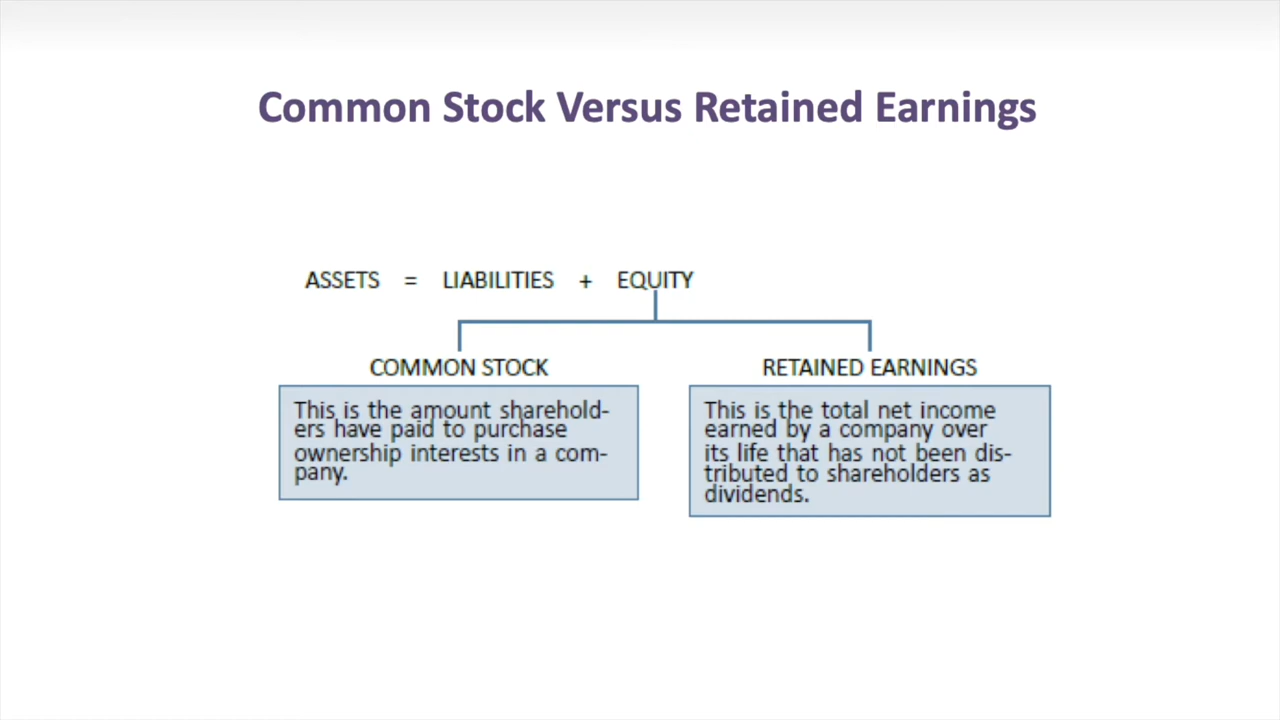 Common Stock Versus Retained Earnings
ASSETS = LIABILITIES + EQUITY
COMMON STOCK
This is the amount sharehold-
ers have paid to purchase
ownership interests in a com-
pany.
RETAINED EARNINGS
This is the total net income
earned by a company over
its life that has not been dis-
tributed to shareholders as
dividends.